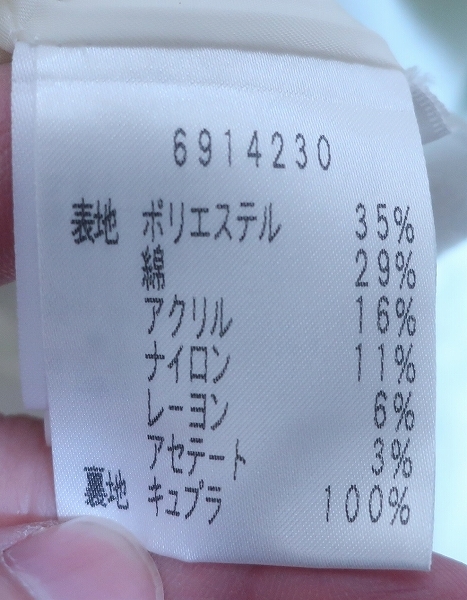 6914230
表地 ポリエステル 35%
綿 29%
アクリル 16%
ナイロン 11%
レーヨン 6%
アセテート 3%
裏地 キュプラ 100%